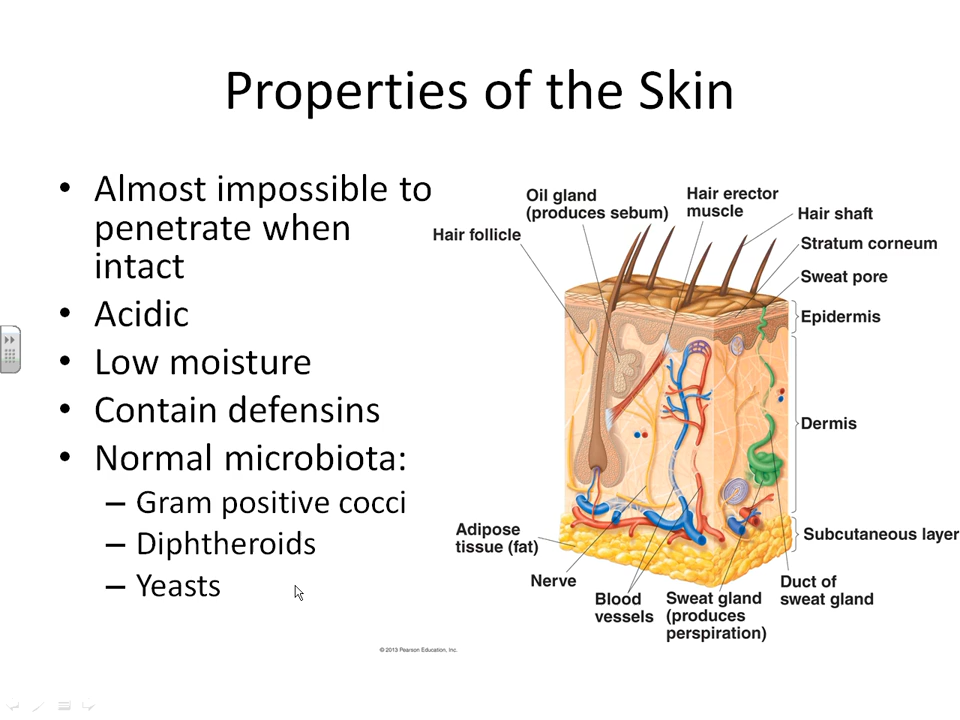 Properties of the Skin
• Almost impossible to
penetrate when
intact
• Acidic
• Low moisture
• Contain defensins
• Normal microbiota:
– Gram positive cocci
– Diphtheroids
– Yeasts
Oil gland
(produces sebum)
Hair erector
muscle
Hair shaft
Hair follicle
Stratum corneum
Sweat pore
Epidermis
Dermis
Adipose
tissue (fat)
Subcutaneous layer
Nerve
Blood
vessels
Sweat gland
(produces
perspiration)
Duct of
sweat gland
© 2013 Pearson Education, Inc.